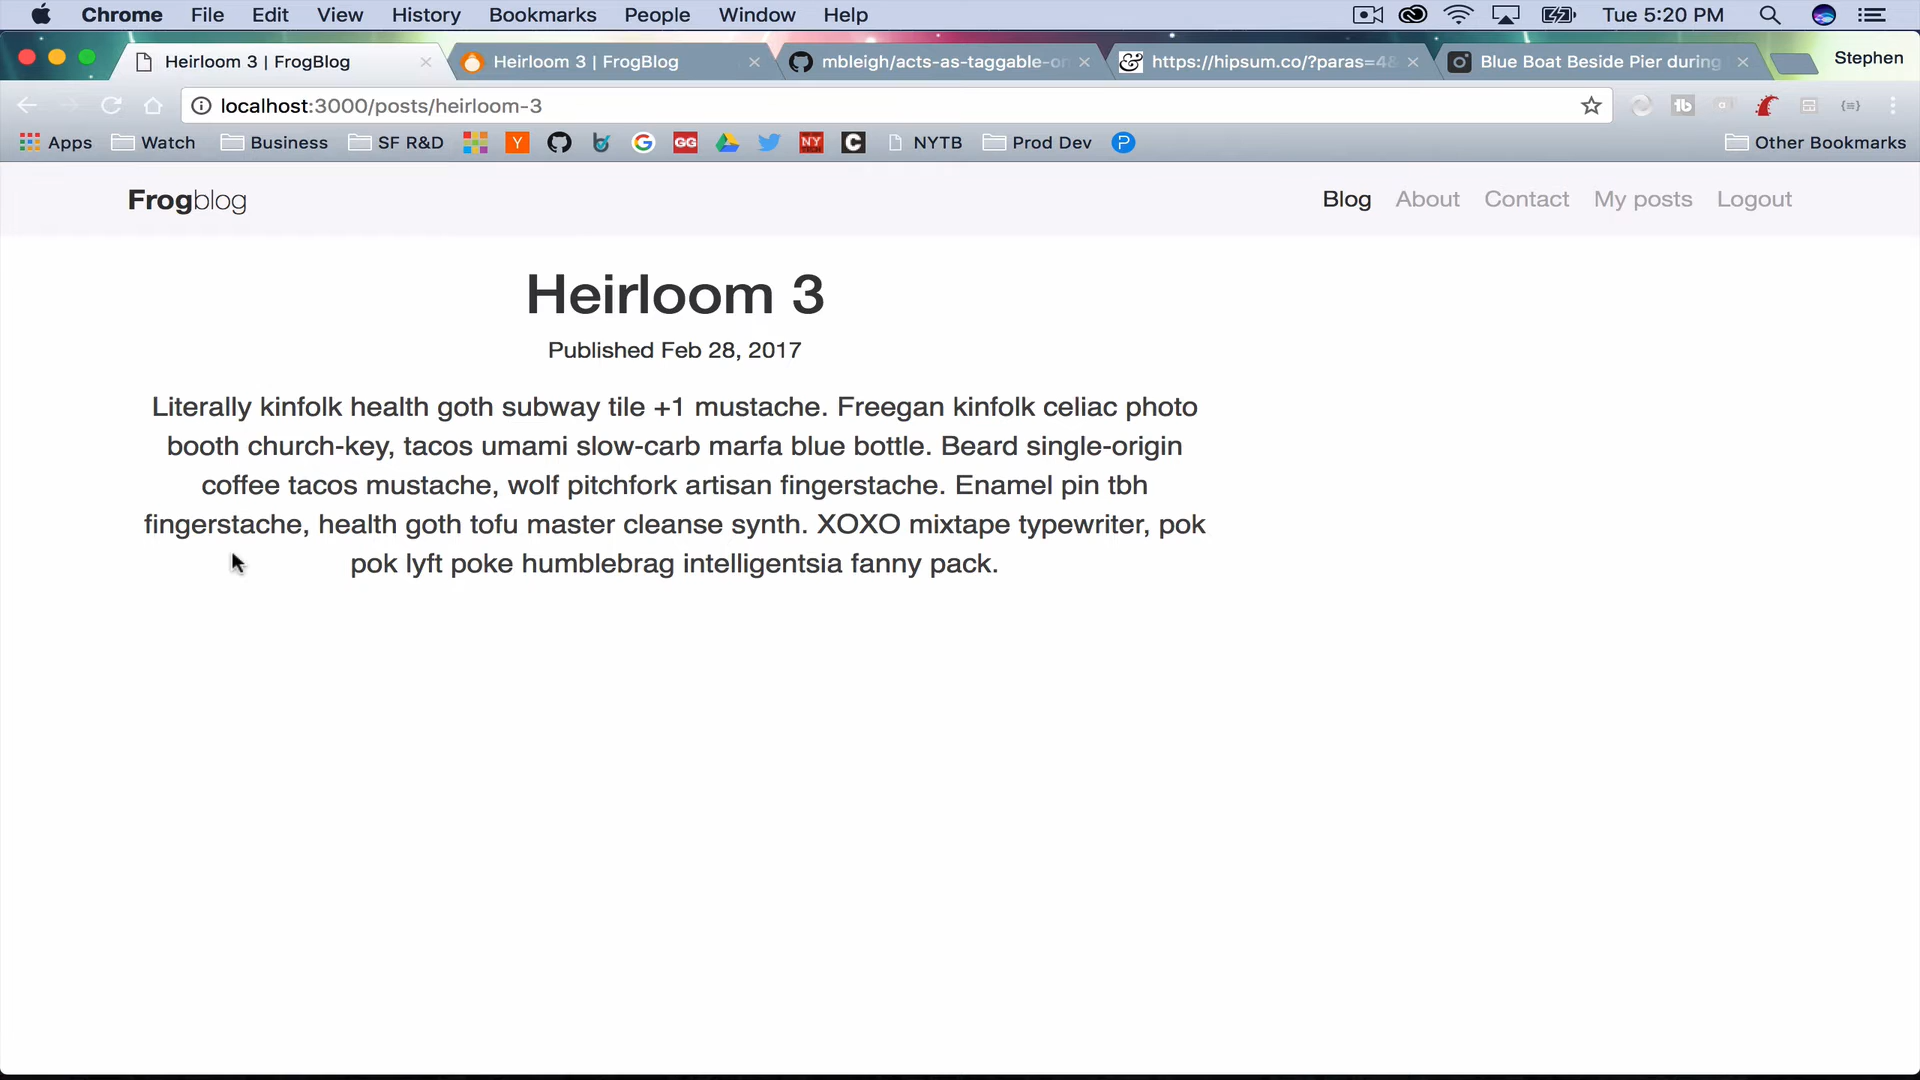 Chrome File Edit View History Bookmarks People Window Help Tue 5:20 PM
Heirloom 3 | FrogBlog Heirloom 3 | FrogBlog mbleigh/acts-as-taggable-on https://hipsum.co/?paras=4& Blue Boat Beside Pier during Stephen
localhost:3000/posts/heirloom-3
Apps Watch Business SF R&D Y G GG NY C NYTB Prod Dev P Other Bookmarks
Frogblog Blog About Contact My posts Logout
Heirloom 3
Published Feb 28, 2017
Literally kinfolk health goth subway tile +1 mustache. Freegan kinfolk celiac photo
booth church-key, tacos umami slow-carb marfa blue bottle. Beard single-origin
coffee tacos mustache, wolf pitchfork artisan fingerstache. Enamel pin tbh
fingerstache, health goth tofu master cleanse synth. XOXO mixtape typewriter, pok
pok lyft poke humblebrag intelligentsia fanny pack.